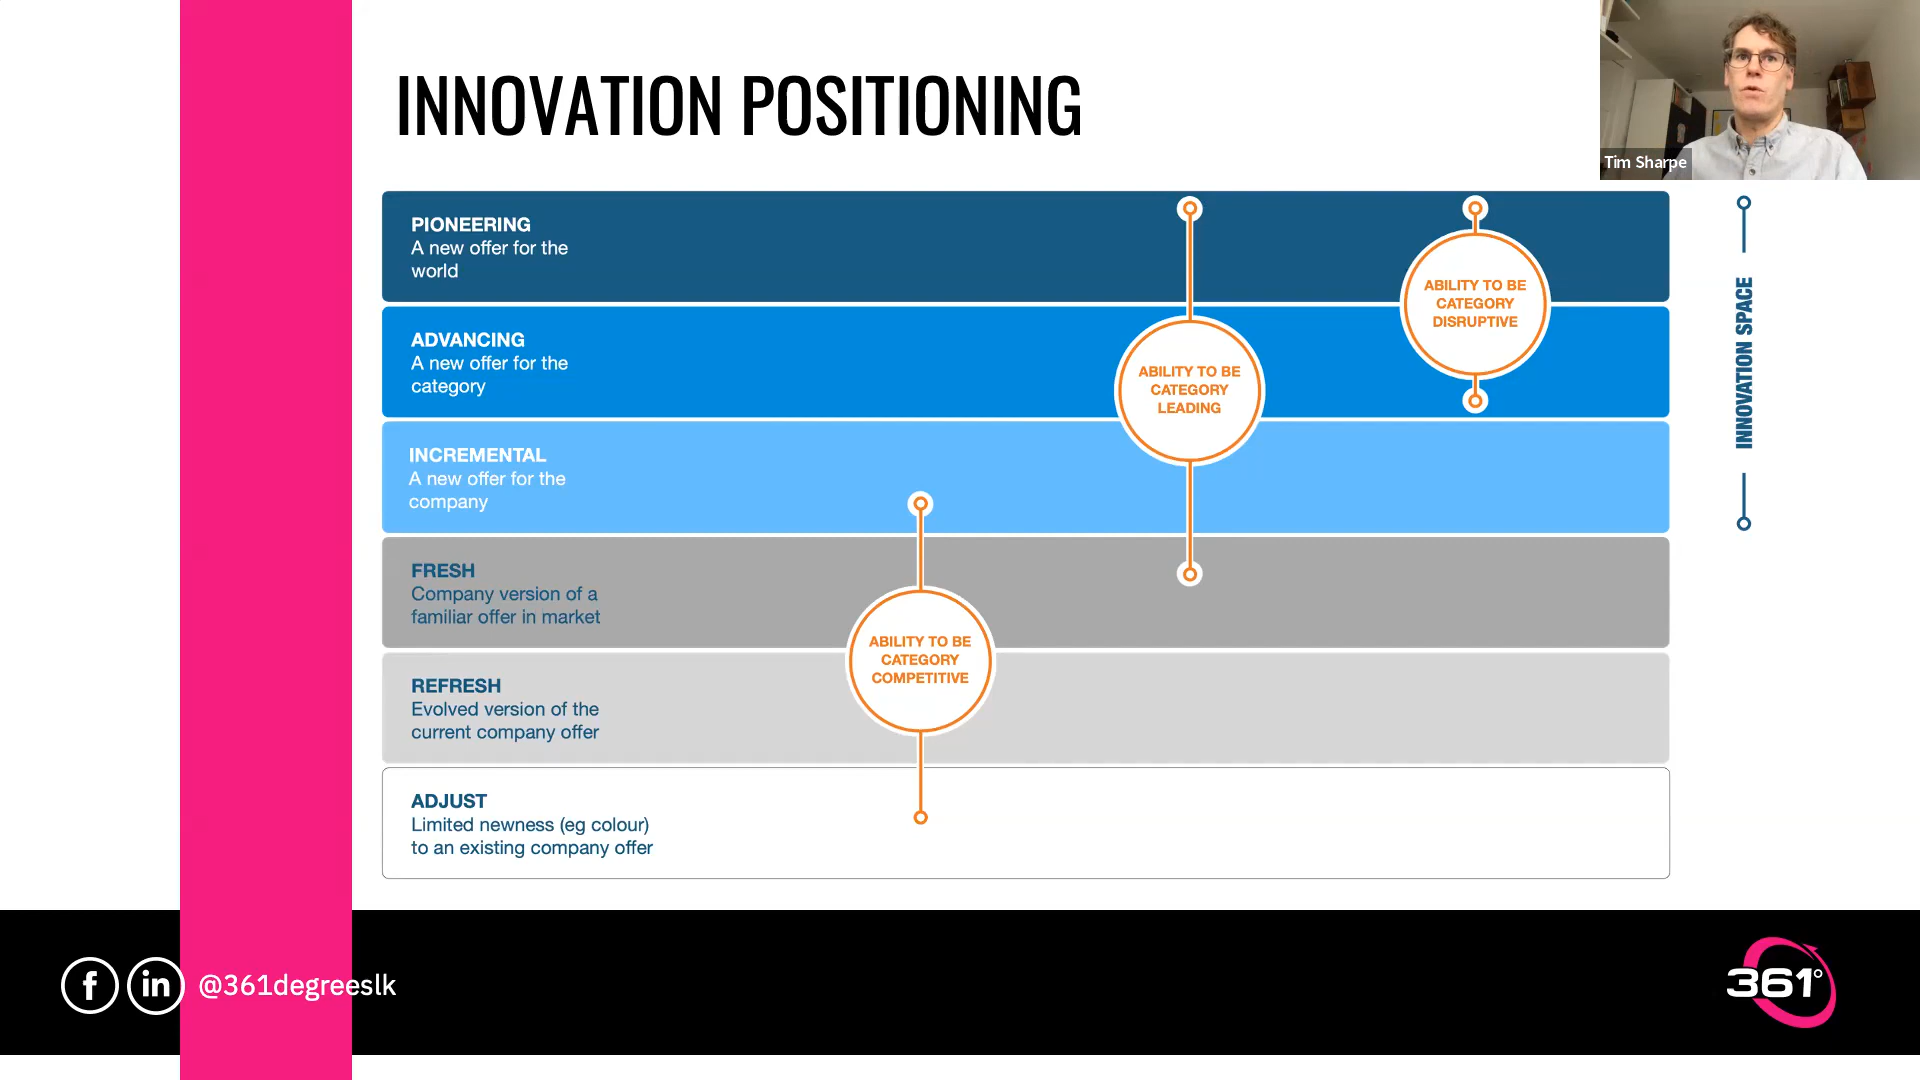 INNOVATION POSITIONING
Tim Sharpe
PIONEERING
A new offer for the
world
ADVANCING
A new offer for the
category
INCREMENTAL
A new offer for the
company
FRESH
Company version of a
familiar offer in market
REFRESH
Evolved version of the
current company offer
ADJUST
Limited newness (eg colour)
to an existing company offer
ABILITY TO BE
CATEGORY
COMPETITIVE
ABILITY TO BE
CATEGORY
LEADING
ABILITY TO BE
CATEGORY
DISRUPTIVE
INNOVATION SPACE
f in @361degreeslk
361°